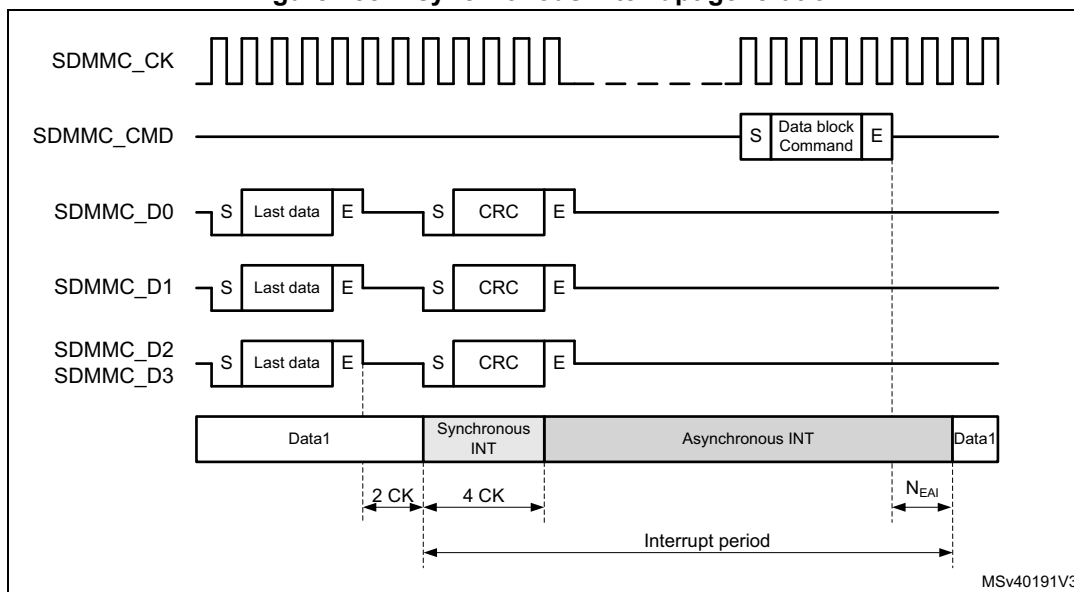 SDMMC_CK
SDMMC_CMD
S Data block Command E
SDMMC_D0
S Last data E S CRC E
SDMMC_D1
S Last data E S CRC E
SDMMC_D2
SDMMC_D3
S Last data E S CRC E
Data1 Synchronous INT Asynchronous INT Data1
2 CK 4 CK NEAI
Interrupt period
MSv40191V3